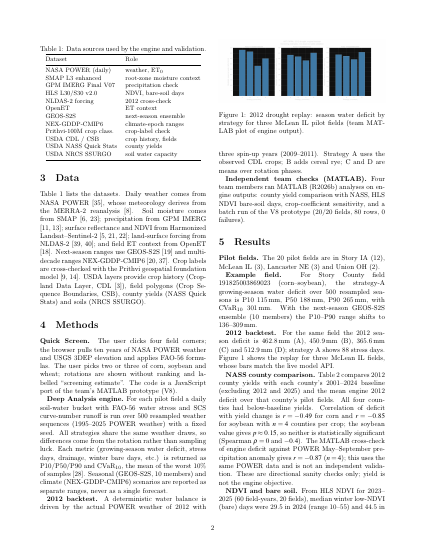 Table 1: Data sources used by the engine and validation.
Dataset Role
NASA POWER (daily) weather, ET0
SMAP L3 enhanced root-zone moisture context
GPM IMERG Final V07 precipitation check
HLS L30/S30 v2.0 NDVI, bare-soil days
NLDAS-2 forcing 2012 cross-check
OpenET ET context
GEOS-S2S next-season ensemble
NEX-GDDP-CMIP6 climate-epoch ranges
Prithvi-100M crop class. crop-label check
USDA CDL / CSB crop history, fields
USDA NASS Quick Stats county yields
USDA NRCS SSURGO soil water capacity
3 Data
Table 1 lists the datasets. Daily weather comes from
NASA POWER [35], whose meteorology derives from
the MERRA-2 reanalysis [8]. Soil moisture comes
from SMAP [6, 23]; precipitation from GPM IMERG
[11, 13]; surface reflectance and NDVI from Harmonized
Landsat–Sentinel-2 [5, 21, 22]; land-surface forcing from
NLDAS-2 [39, 40]; and field ET context from OpenET
[18]. Next-season ranges use GEOS-S2S [19] and multi-
decade ranges NEX-GDDP-CMIP6 [20, 37]. Crop labels
are cross-checked with the Prithvi geospatial foundation
model [9, 14]. USDA layers provide crop history (Crop-
land Data Layer, CDL [3]), field polygons (Crop Se-
quence Boundaries, CSB), county yields (NASS Quick
Stats) and soils (NRCS SSURGO).
4 Methods
Quick Screen. The user clicks four field corners;
the browser pulls ten years of NASA POWER weather
and USGS 3DEP elevation and applies FAO-56 formu-
las. The user picks two or three of corn, soybean and
wheat; rotations are shown without ranking and la-
belled “screening estimate”. The code is a JavaScript
port of the team’s MATLAB prototype (V8).
Deep Analysis engine. For each pilot field a daily
soil-water bucket with FAO-56 water stress and SCS
curve-number runoff is run over 500 resampled weather
sequences (1995–2025 POWER weather) with a fixed
seed. All strategies share the same weather draws, so
differences come from the rotation rather than sampling
luck. Each metric (growing-season water deficit, stress
days, drainage, winter bare days, etc.) is returned as
P10/P50/P90 and CVaR10, the mean of the worst 10%
of samples [28]. Seasonal (GEOS-S2S, 10 members) and
climate (NEX-GDDP-CMIP6) scenarios are reported as
separate ranges, never as a single forecast.
2012 backtest. A deterministic water balance is
driven by the actual POWER weather of 2012 with
Figure 1: 2012 drought replay: season water deficit by
strategy for three McLean IL pilot fields (team MAT-
LAB plot of engine output).
three spin-up years (2009–2011). Strategy A uses the
observed CDL crops; B adds cereal rye; C and D are
means over rotation phases.
Independent team checks (MATLAB). Four
team members ran MATLAB (R2026b) analyses on en-
gine outputs: county yield comparison with NASS, HLS
NDVI bare-soil days, crop-coefficient sensitivity, and a
batch run of the V8 prototype (20/20 fields, 80 rows, 0
failures).
5 Results
Pilot fields. The 20 pilot fields are in Story IA (12),
McLean IL (3), Lancaster NE (3) and Union OH (2).
Example field. For Story County field
191825003869023 (corn-soybean), the strategy-A
growing-season water deficit over 500 resampled sea-
sons is P10 115 mm, P50 188 mm, P90 265 mm, with
CVaR10 301 mm. With the next-season GEOS-S2S
ensemble (10 members) the P10–P90 range shifts to
136–309 mm.
2012 backtest. For the same field the 2012 sea-
son deficit is 462.8 mm (A), 450.9 mm (B), 365.6 mm
(C) and 512.9 mm (D); strategy A shows 88 stress days.
Figure 1 shows the replay for three McLean IL fields,
whose bars match the live model API.
NASS county comparison. Table 2 compares 2012
county yields with each county’s 2001–2024 baseline
(excluding 2012 and 2025) and the mean engine 2012
deficit over that county’s pilot fields. All four coun-
ties had below-baseline yields. Correlation of deficit
with yield change is r = −0.49 for corn and r = −0.85
for soybean with n = 4 counties per crop; the soybean
value gives p ≈ 0.15, so neither is statistically significant
(Spearman ρ = 0 and −0.4). The MATLAB cross-check
of engine deficit against POWER May–September pre-
cipitation anomaly gives r = −0.87 (n = 4); this uses the
same POWER data and is not an independent valida-
tion. These are directional sanity checks only; yield is
not the engine objective.
NDVI and bare soil. From HLS NDVI for 2023–
2025 (60 field-years, 20 fields), median winter low-NDVI
(bare) days were 29.5 in 2024 (range 10–55) and 44.5 in
2